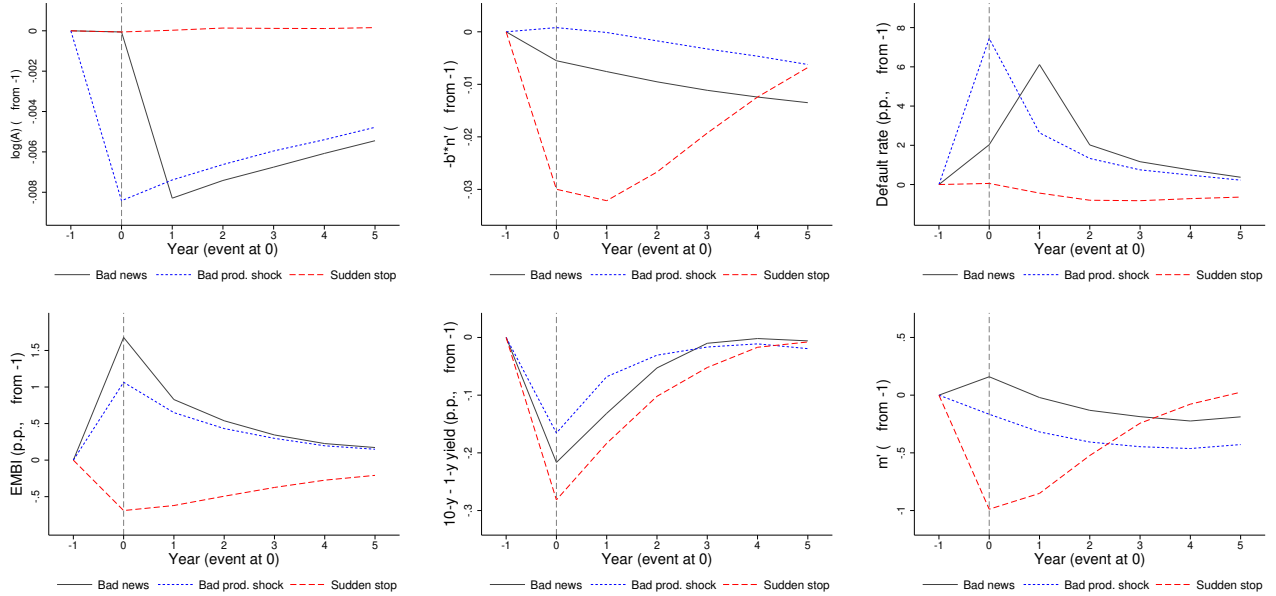 log(A) ( from -1)
0
-.002
-.004
-.006
-.008
-1 0 1 2 3 4 5
Year (event at 0)
Bad news Bad prod. shock Sudden stop
-b'*n' ( from -1)
0
-.01
-.02
-.03
-1 0 1 2 3 4 5
Year (event at 0)
Bad news Bad prod. shock Sudden stop
Default rate (p.p., from -1)
8
6
4
2
0
-1 0 1 2 3 4 5
Year (event at 0)
Bad news Bad prod. shock Sudden stop
EMBI (p.p., from -1)
1.5
1
.5
0
-.5
-1 0 1 2 3 4 5
Year (event at 0)
Bad news Bad prod. shock Sudden stop
10-y - 1-y yield (p.p., from -1)
0
-.1
-.2
-.3
-1 0 1 2 3 4 5
Year (event at 0)
Bad news Bad prod. shock Sudden stop
m' ( from -1)
.5
0
-.5
-1
-1 0 1 2 3 4 5
Year (event at 0)
Bad news Bad prod. shock Sudden stop